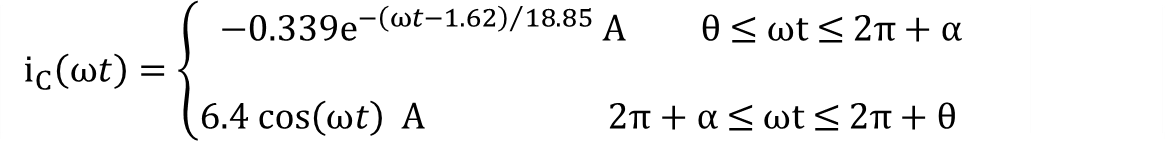 −0.339e^−(ωt−1.62)/18.85 A θ ≤ ωt ≤ 2π + α
i_C(ωt) = {
6.4 cos(ωt) A 2π + α ≤ ωt ≤ 2π + θ